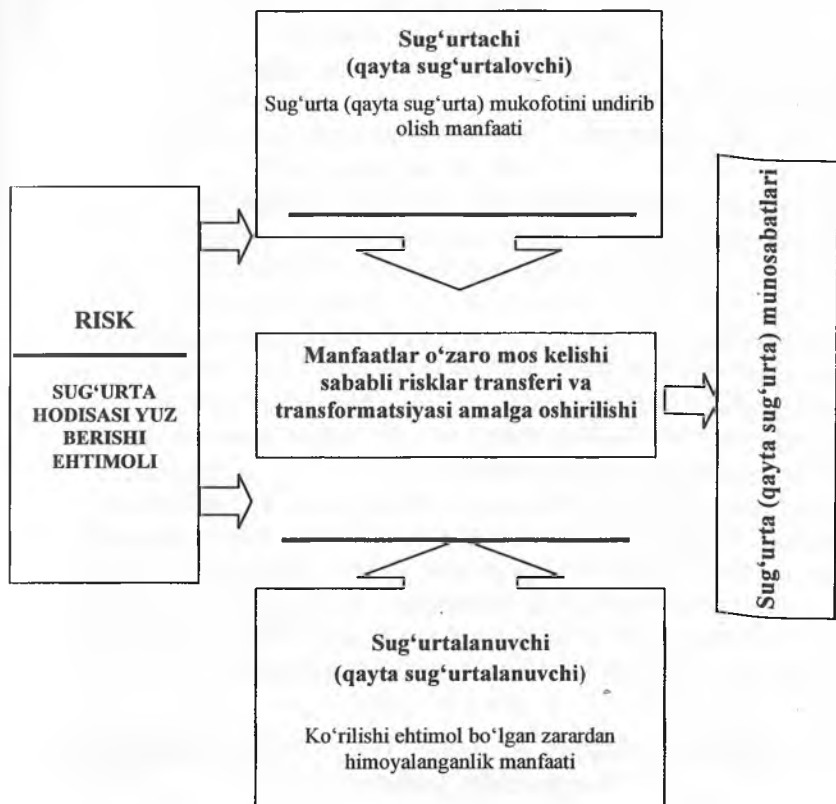 Sug‘urtachi
(qayta sug‘urtalovchi)
Sug‘urta (qayta sug‘urta) mukofotini undirib
olish manfaati
RISK
SUG‘URTA
HODISASI YUZ
BERISHI
EHTIMOLI
Manfaatlar o‘zaro mos kelishi
sababli risklar transferi va
transformatsiyasi amalga oshirilishi
Sug‘urta (qayta sug‘urta) munosabatlari
Sug‘urtalanuvchi
(qayta sug‘urtalanuvchi)
Ko‘rilishi ehtimol bo‘lgan zarardan
himoyalanganlik manfaati